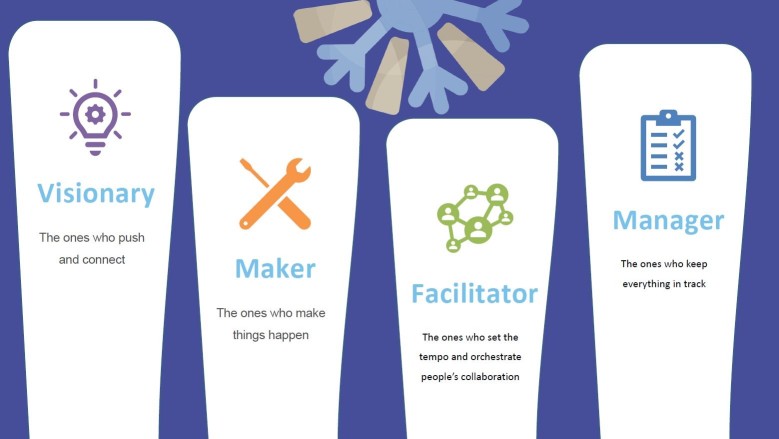 Visionary
The ones who push
and connect
Maker
The ones who make
things happen
Facilitator
The ones who set the
tempo and orchestrate
people's collaboration
Manager
The ones who keep
everything in track